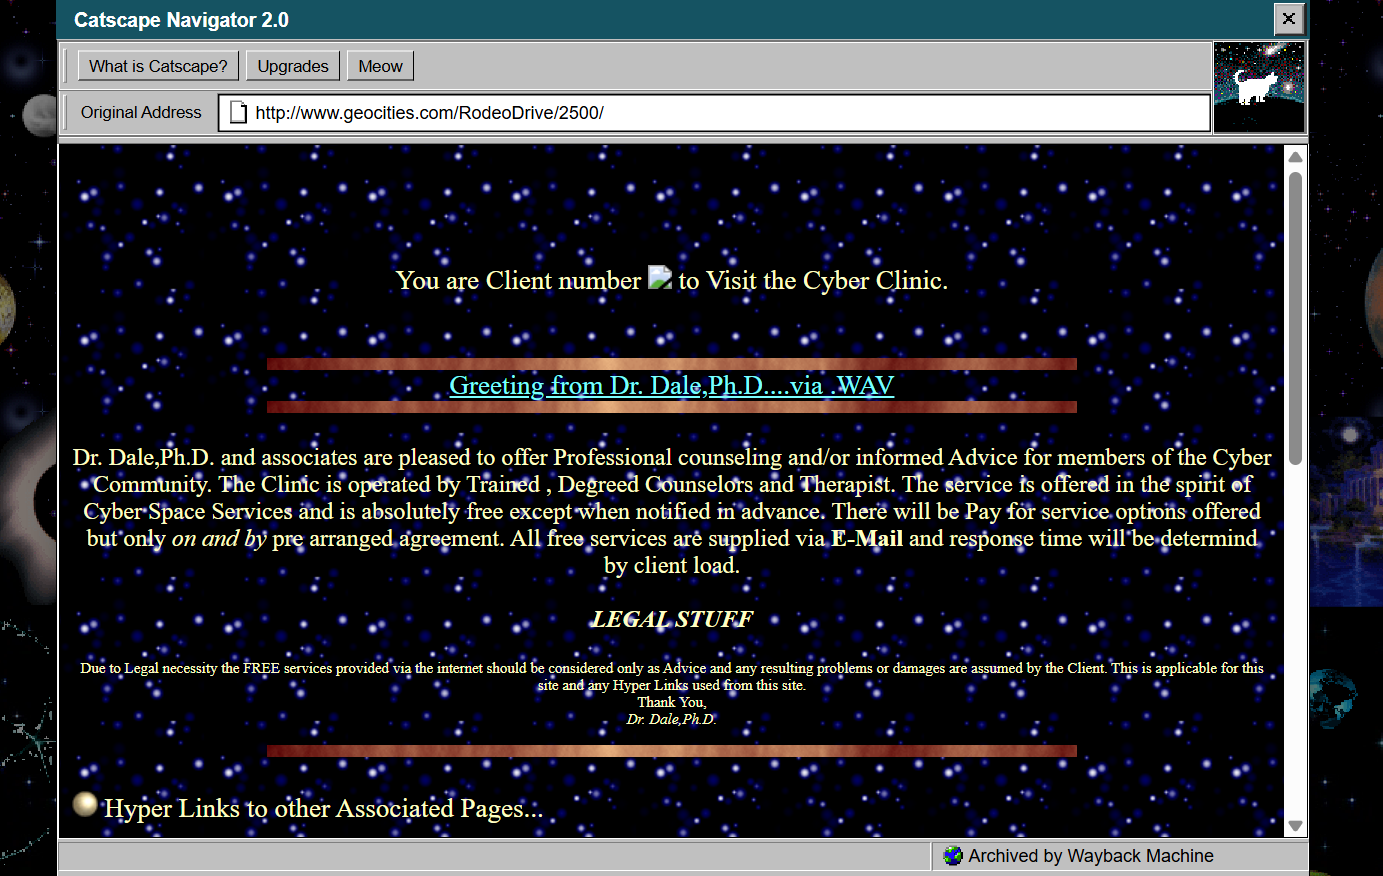 Catscape Navigator 2.0
What is Catscape? Upgrades Meow
Original Address http://www.geocities.com/RodeoDrive/2500/
You are Client number to Visit the Cyber Clinic.
Greeting from Dr. Dale,Ph.D....via .WAV
Dr. Dale,Ph.D. and associates are pleased to offer Professional counseling and/or informed Advice for members of the Cyber
Community. The Clinic is operated by Trained , Degreed Counselors and Therapist. The service is offered in the spirit of
Cyber Space Services and is absolutely free except when notified in advance. There will be Pay for service options offered
but only on and by pre arranged agreement. All free services are supplied via E-Mail and response time will be determind
by client load.
LEGAL STUFF
Due to Legal necessity the FREE services provided via the internet should be considered only as Advice and any resulting problems or damages are assumed by the Client. This is applicable for this
site and any Hyper Links used from this site.
Thank You,
Dr. Dale,Ph.D.
Hyper Links to other Associated Pages...
Archived by Wayback Machine